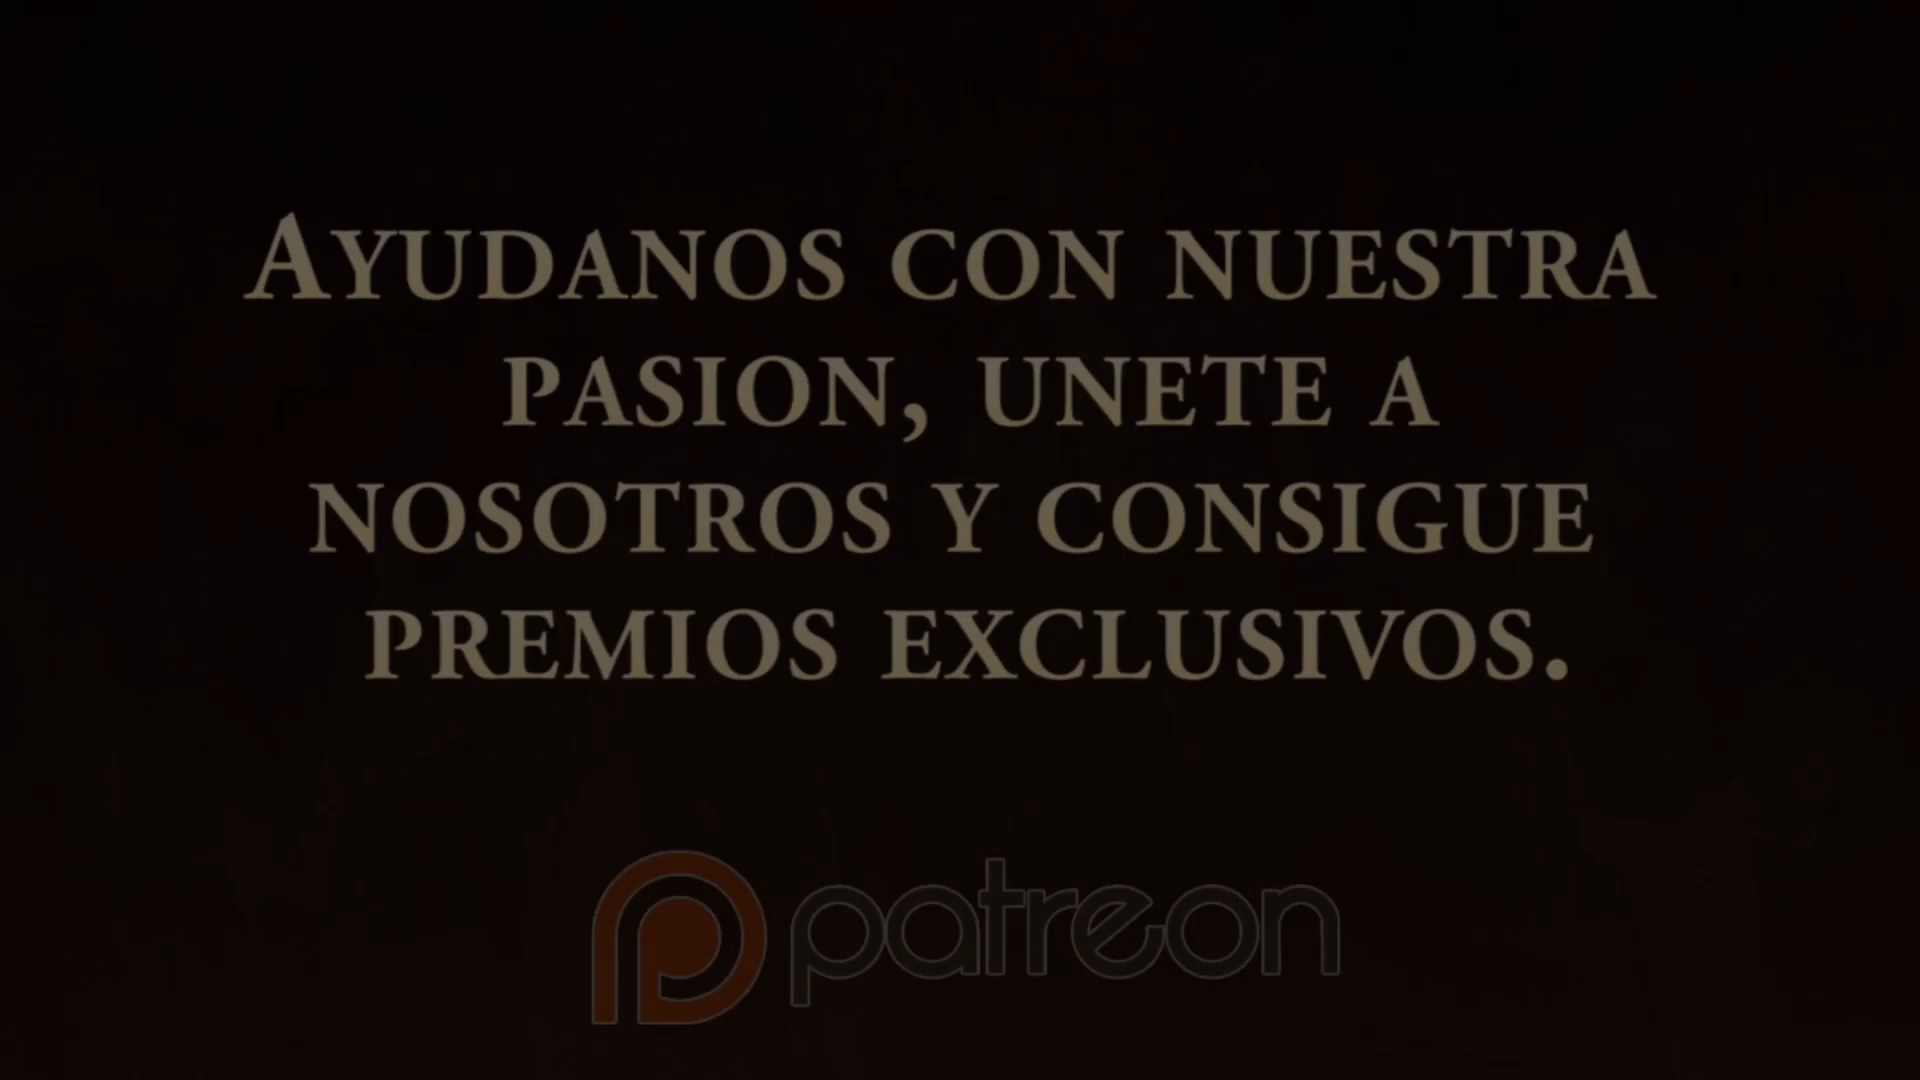 Ayudanos con nuestra
pasion, unete a
nosotros y consigue
premios exclusivos.
patreon